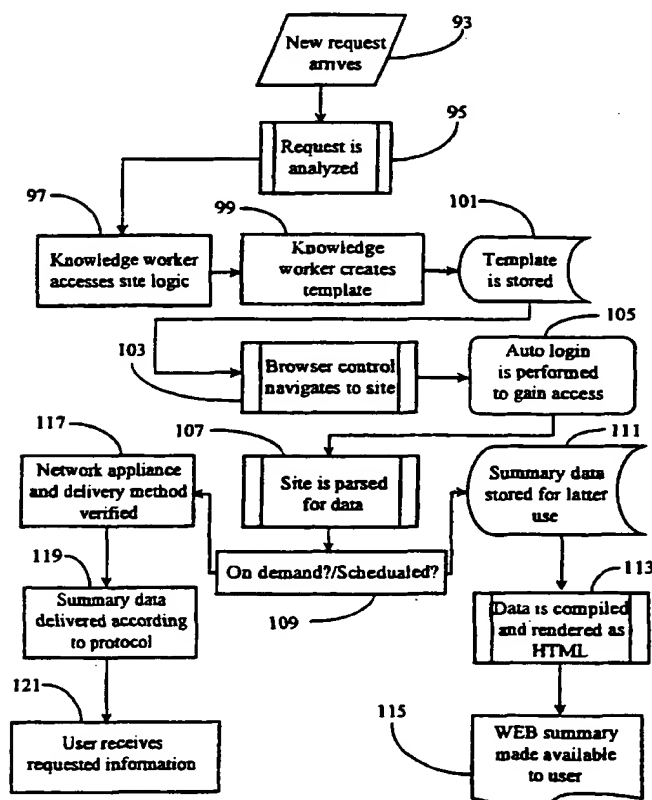 New request
arrives
93
Request is
analyzed
95
97
Knowledge worker
accesses site logic
99
Knowledge
worker creates
template
101
Template
is stored
103
Browser control
navigates to site
105
Auto login
is performed
to gain access
107
Site is parsed
for data
109
On demand?/Schedualed?
111
Summary data
stored for latter
use
113
Data is compiled
and rendered as
HTML
115
WEB summary
made available
to user
117
Network appliance
and delivery method
verified
119
Summary data
delivered according
to protocol
121
User receives
requested information